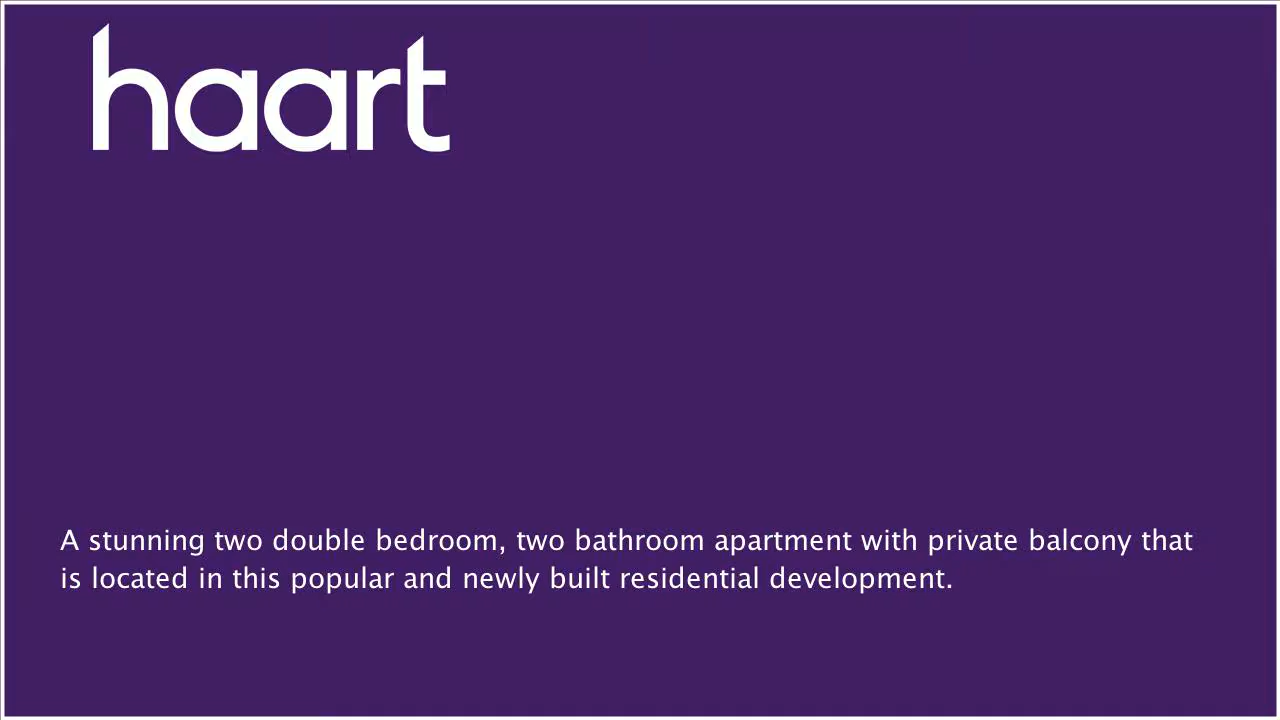 haart
A stunning two double bedroom, two bathroom apartment with private balcony that
is located in this popular and newly built residential development.